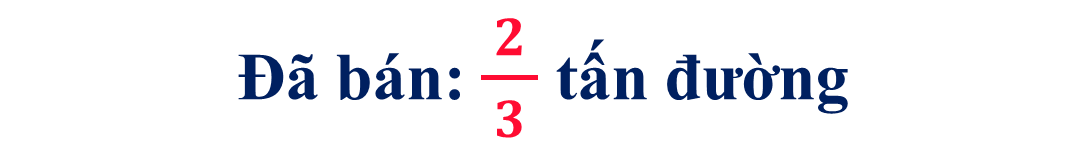 Đã bán: 2/3 tấn đường